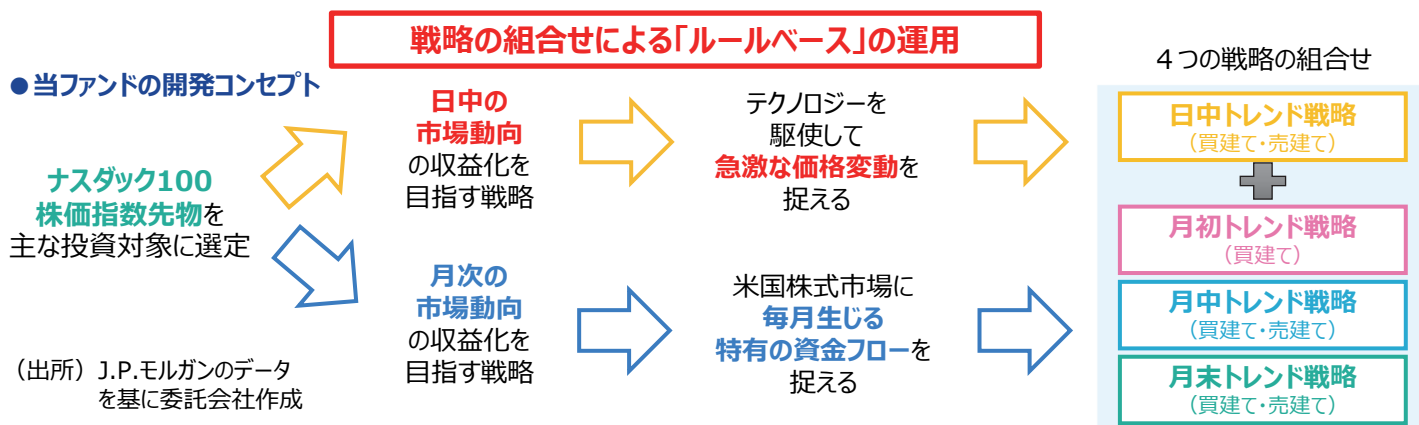 戦略の組合せによる「ルールベース」の運用
●当ファンドの開発コンセプト
ナスダック100
株価指数先物を
主な投資対象に選定
日中の
市場動向
の収益化を
目指す戦略
テクノロジーを
駆使して
急激な価格変動を
捉える
月次の
市場動向
の収益化を
目指す戦略
米国株式市場に
毎月生じる
特有の資金フローを
捉える
4つの戦略の組合せ
日中トレンド戦略
(買建て・売建て)
月初トレンド戦略
(買建て)
月中トレンド戦略
(買建て・売建て)
月末トレンド戦略
(買建て・売建て)
(出所)J.P.モルガンのデータ
を基に委託会社作成